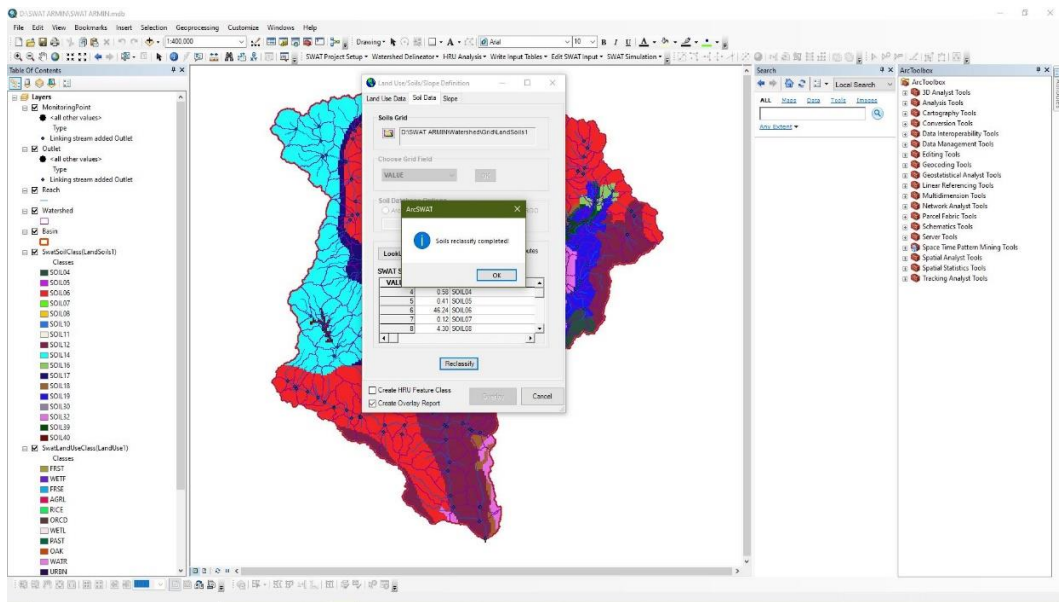 D:\SWAT ARMIN\SWAT ARMIN.mxd
File Edit View Bookmarks Insert Selection Geoprocessing Customize Windows Help
1:400,000
Drawing
Arial
10
B I U A
SWAT Project Setup Watershed Delineator HRU Analysis Write Input Tables Edit SWAT Input SWAT Simulation
Table Of Contents
Layers
MonitoringPoint
<all other values>
Type
Linking stream added Outlet
Outlet
<all other values>
Type
Linking stream added Outlet
Reach
Watershed
Basin
SwatSoilClass(LandSoils1)
Classes
SOIL04
SOIL05
SOIL06
SOIL07
SOIL08
SOIL10
SOIL11
SOIL12
SOIL14
SOIL16
SOIL17
SOIL18
SOIL19
SOIL30
SOIL32
SOIL39
SOIL40
SwatLandUseClass(LandUse1)
Classes
FRST
WETF
FRSE
AGRL
RICE
ORCD
WETL
PAST
OAK
WATR
URBN
Land Use/Soils/Slope Definition
Land Use Data Soil Data Slope
Soils Grid
D:\SWAT ARMIN\Watershed\Grid\LandSoils1
Choose Grid Field
VALUE
OK
ArcSWAT
Soils reclassify completed!
OK
4 0.58 SOIL04
5 0.41 SOIL05
6 46.24 SOIL06
7 0.12 SOIL07
8 4.30 SOIL08
Reclassify
Create HRU Feature Class
Create Overlay Report
Cancel
Search
Local Search
ALL Maps Data Tools Images
Any Extent
ArcToolbox
ArcToolbox
3D Analyst Tools
Analysis Tools
Cartography Tools
Conversion Tools
Data Interoperability Tools
Data Management Tools
Editing Tools
Geocoding Tools
Geostatistical Analyst Tools
Linear Referencing Tools
Multidimension Tools
Network Analyst Tools
Parcel Fabric Tools
Schematics Tools
Server Tools
Space Time Pattern Mining Tools
Spatial Analyst Tools
Spatial Statistics Tools
Tracking Analyst Tools